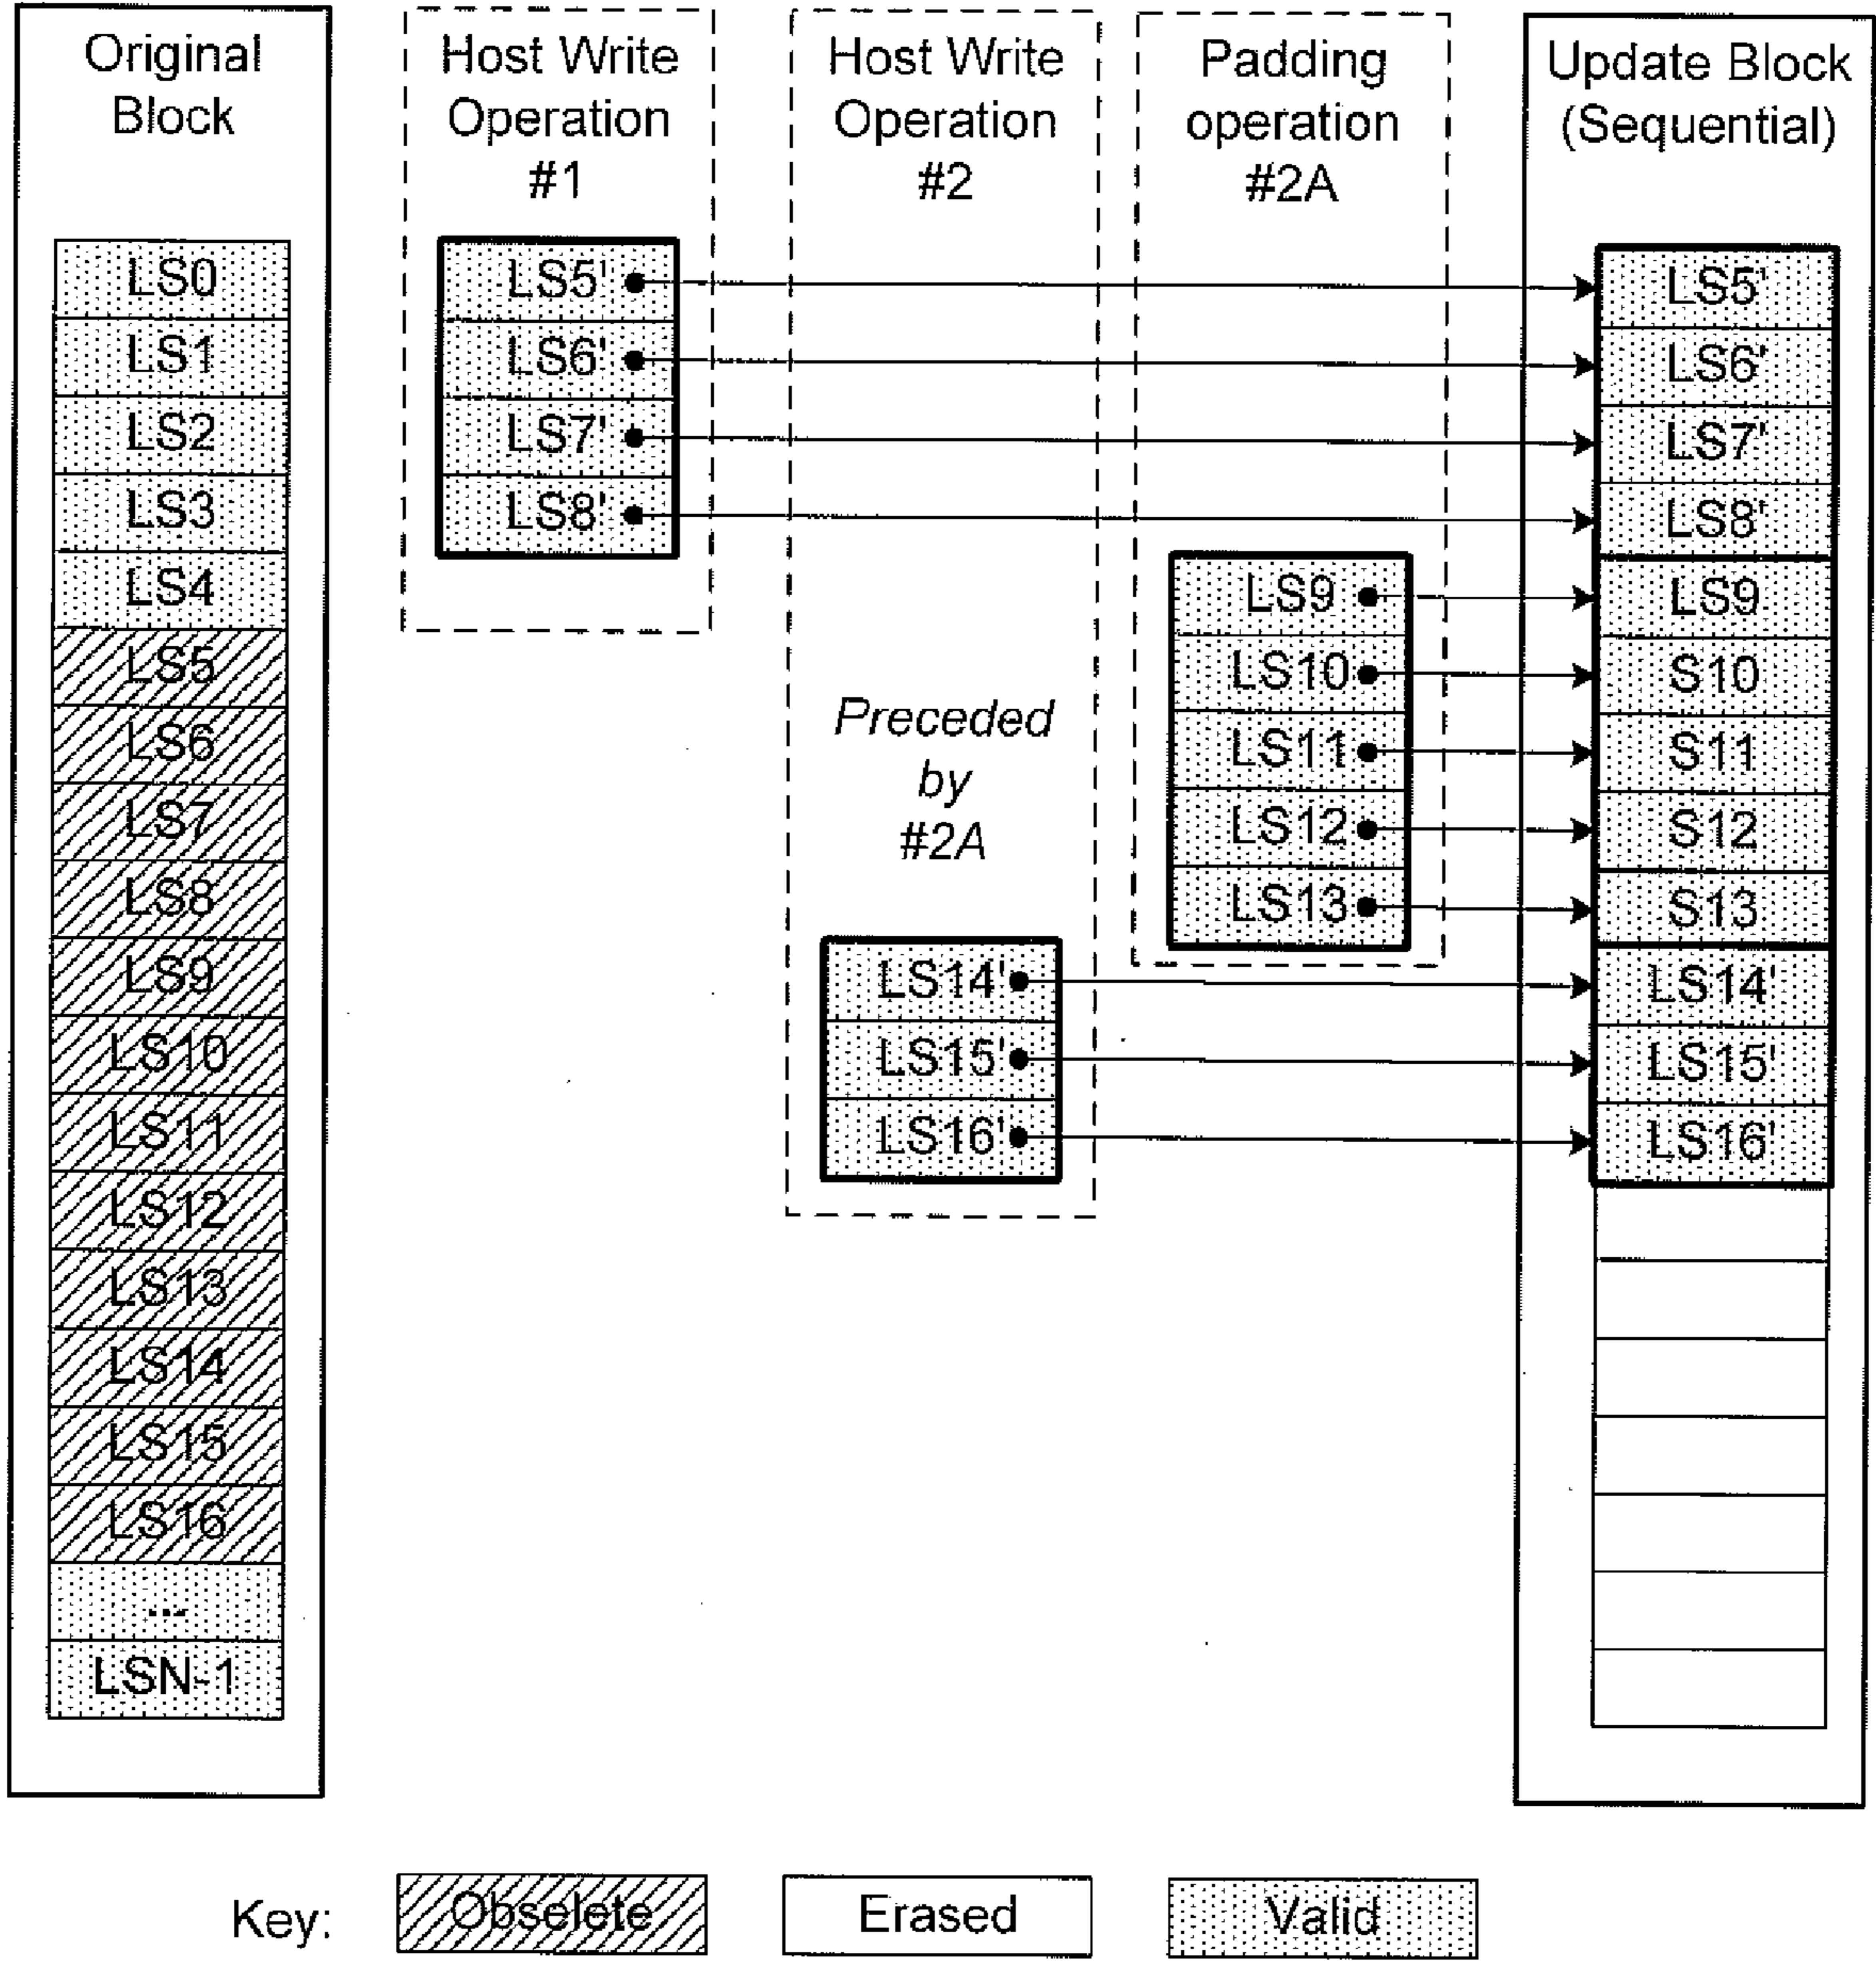 Original
Block
LS0
LS1
LS2
LS3
LS4
LS5
LS6
LS7
LS8
LS9
LS10
LS11
LS12
LS13
LS14
LS15
LS16
...
LSN-1
Host Write
Operation
#1
LS5'
LS6'
LS7'
LS8'
Host Write
Operation
#2
Preceded
by
#2A
LS14'
LS15'
LS16'
Padding
operation
#2A
LS9
LS10
LS11
LS12
LS13
Update Block
(Sequential)
LS5'
LS6'
LS7'
LS8'
LS9
S10
S11
S12
S13
LS14'
LS15'
LS16'
Key:
Obselete
Erased
Valid